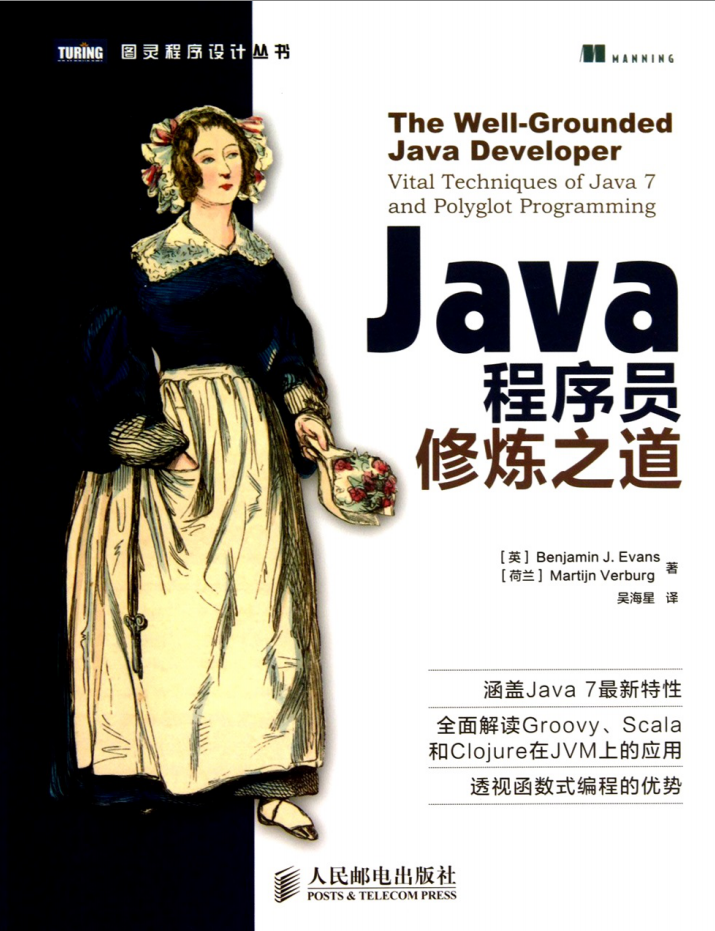 TURING 图灵程序设计丛书
MANNING
The Well-Grounded
Java Developer
Vital Techniques of Java 7
and Polyglot Programming
Java
程序员
修炼之道
[英] Benjamin J. Evans
[荷兰] Martijn Verburg 著
吴海星 译
涵盖Java 7最新特性
全面解读Groovy、Scala
和Clojure在JVM上的应用
透视函数式编程的优势
人民邮电出版社
POSTS & TELECOM PRESS